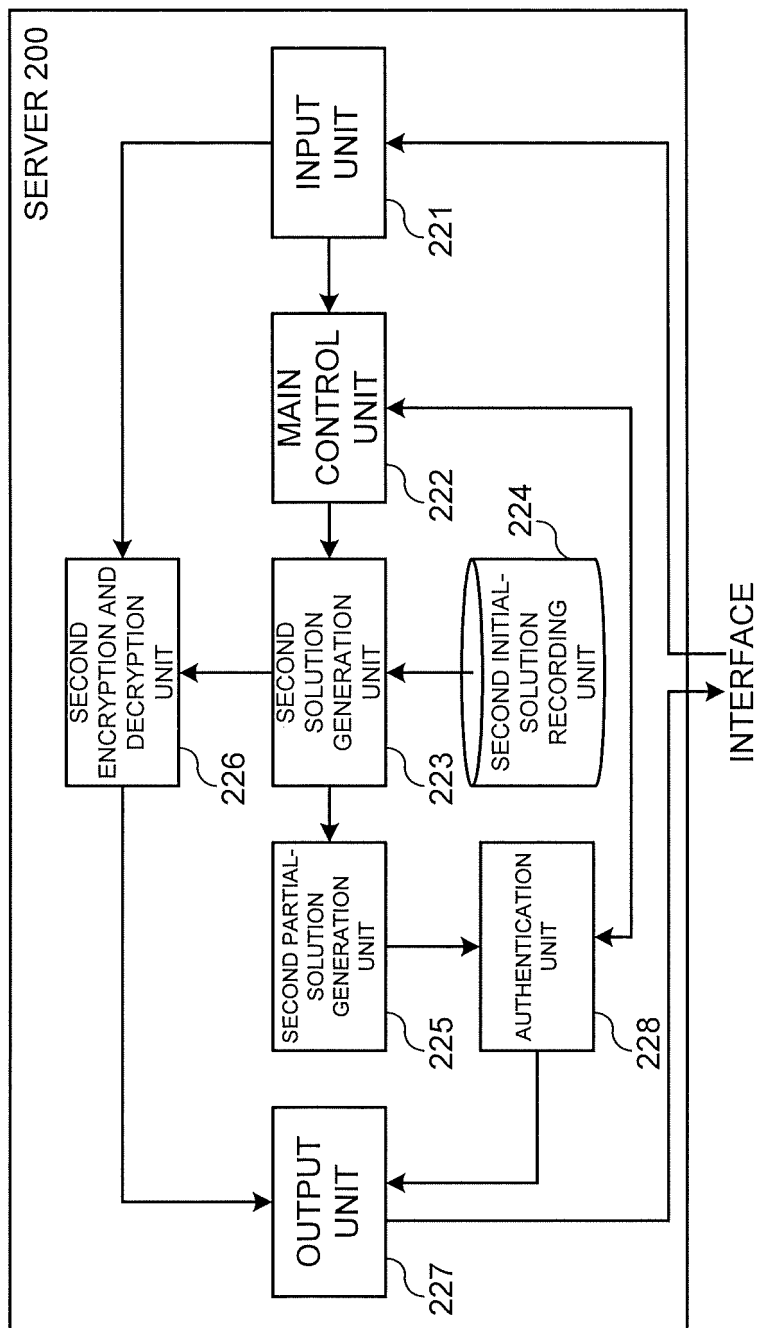 SERVER 200
INPUT
UNIT
221
MAIN
CONTROL
UNIT
222
SECOND
ENCRYPTION AND
DECRYPTION
UNIT
226
SECOND
SOLUTION
GENERATION
UNIT
223
SECOND INITIAL-
SOLUTION
RECORDING
UNIT
224
SECOND PARTIAL-
SOLUTION
GENERATION
UNIT
225
AUTHENTICATION
UNIT
228
OUTPUT
UNIT
227
INTERFACE